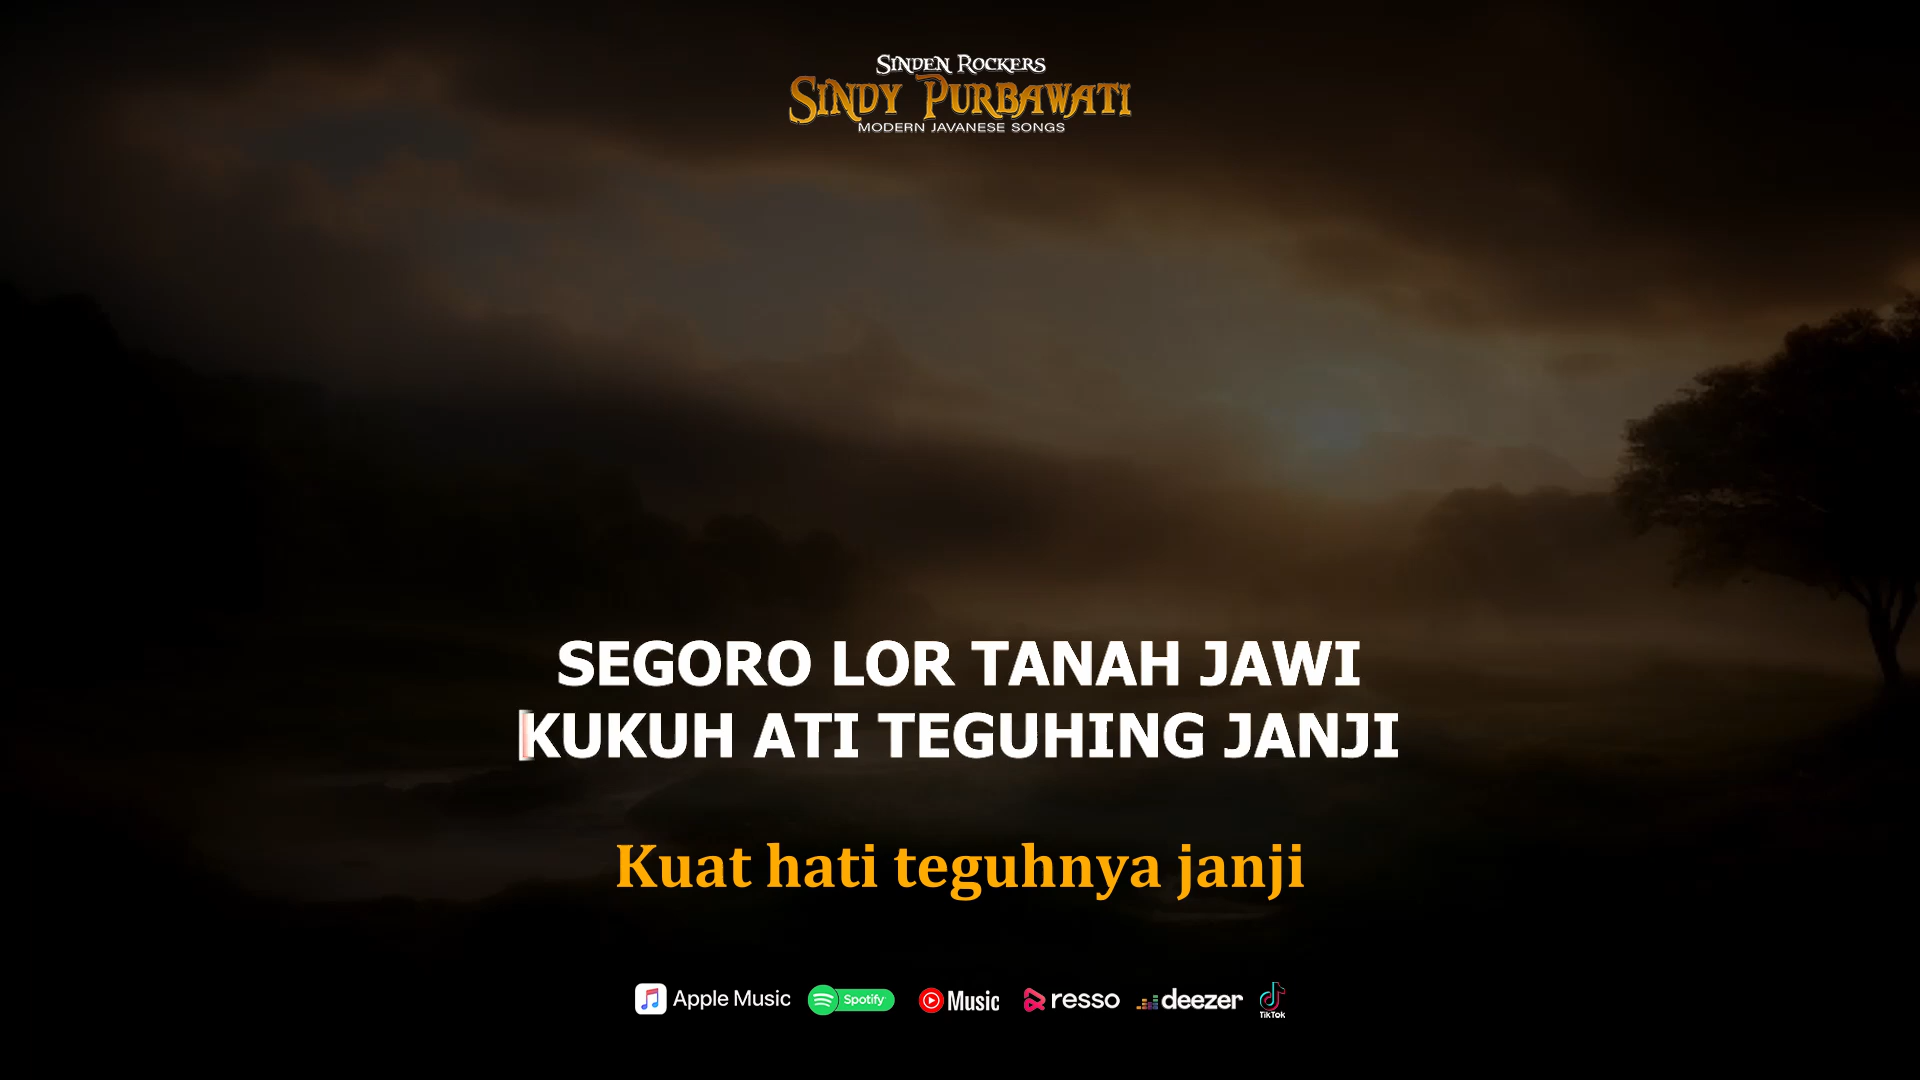 SINDEN ROCKERS
SINDY PURBAWATI
MODERN JAVANESE SONGS
SEGORO LOR TANAH JAWI
KUKUH ATI TEGUHING JANJI
Kuat hati teguhnya janji
Apple Music Spotify Music resso deezer TikTok